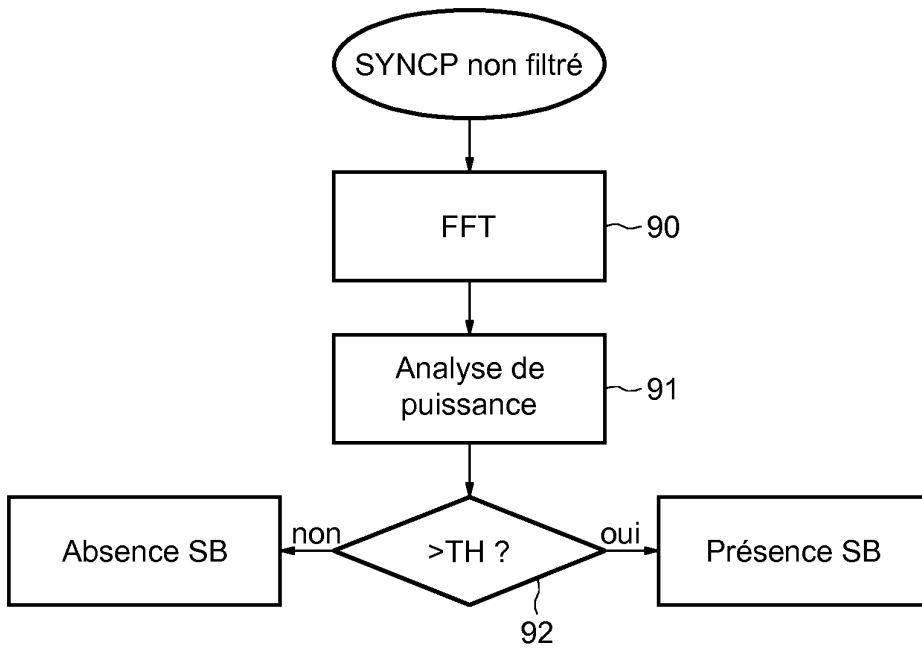 SYNCP non filtré
FFT
90
Analyse de
puissance
91
Absence SB
non
>TH ?
oui
Présence SB
92